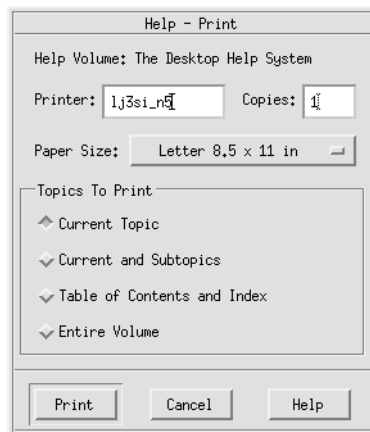 Help - Print
Help Volume: The Desktop Help System
Printer: lj3si_n5 Copies: 1
Paper Size: Letter 8.5 x 11 in
Topics To Print
Current Topic
Current and Subtopics
Table of Contents and Index
Entire Volume
Print Cancel Help